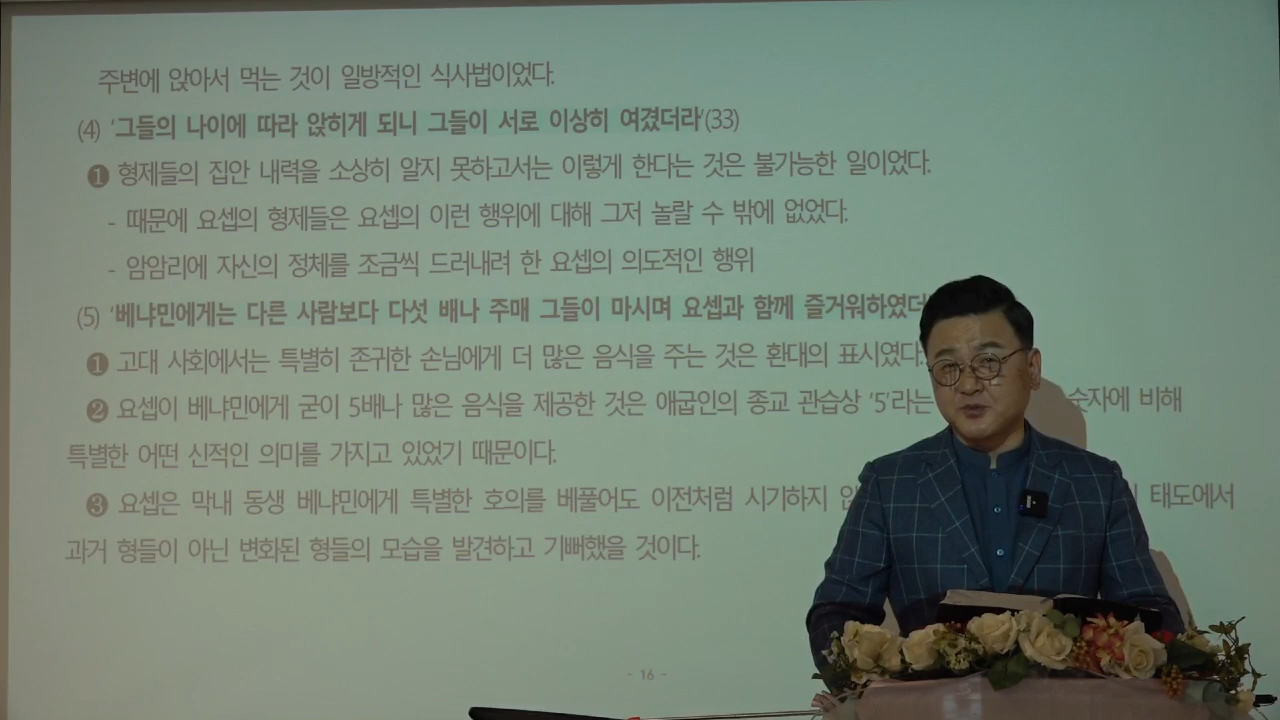 주변에 앉아서 먹는 것이 일방적인 식사법이었다.
(4) '그들의 나이에 따라 앉히게 되니 그들이 서로 이상히 여겼더라'(33)
❶ 형제들의 집안 내력을 소상히 알지 못하고서는 이렇게 한다는 것은 불가능한 일이었다.
- 때문에 요셉의 형제들은 요셉의 이런 행위에 대해 그저 놀랄 수 밖에 없었다.
- 암암리에 자신의 정체를 조금씩 드러내려 한 요셉의 의도적인 행위
(5) '베냐민에게는 다른 사람보다 다섯 배나 주매 그들이 마시며 요셉과 함께 즐거워하였더
❶ 고대 사회에서는 특별히 존귀한 손님에게 더 많은 음식을 주는 것은 환대의 표시였다.
❷ 요셉이 베냐민에게 굳이 5배나 많은 음식을 제공한 것은 애굽인의 종교 관습상 '5'라는 숫자에 비해
특별한 어떤 신적인 의미를 가지고 있었기 때문이다.
❸ 요셉은 막내 동생 베냐민에게 특별한 호의를 베풀어도 이전처럼 시기하지 태도에서
과거 형들이 아닌 변화된 형들의 모습을 발견하고 기뻐했을 것이다.
- 16 -